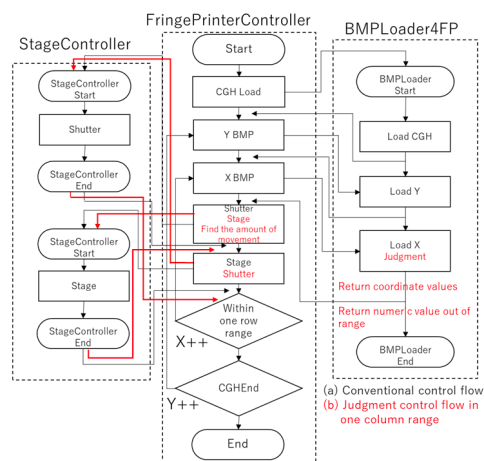 FringePrinterController
StageController
BMPLoader4FP
StageController
Start
Shutter
StageController
End
StageController
Start
Stage
StageController
End
Start
CGH Load
Y BMP
X BMP
Shutter
Stage
Find the amount of
movement
Stage
Shutter
Within
one row
range
X++
CGHEnd
Y++
End
BMPLoader
Start
Load CGH
Load Y
Load X
Judgment
Return coordinate values
Return numeric value out of
range
BMPLoader
End
(a) Conventional control flow
(b) Judgment control flow in
one column range